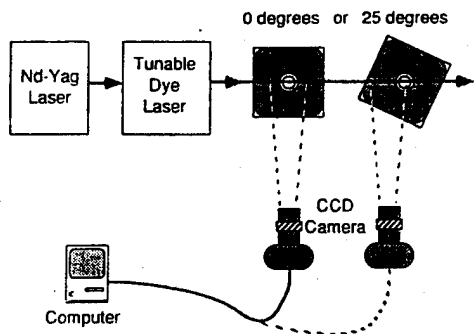 0 degrees or 25 degrees
Nd-Yag
Laser
Tunable
Dye
Laser
CCD
Camera
Computer